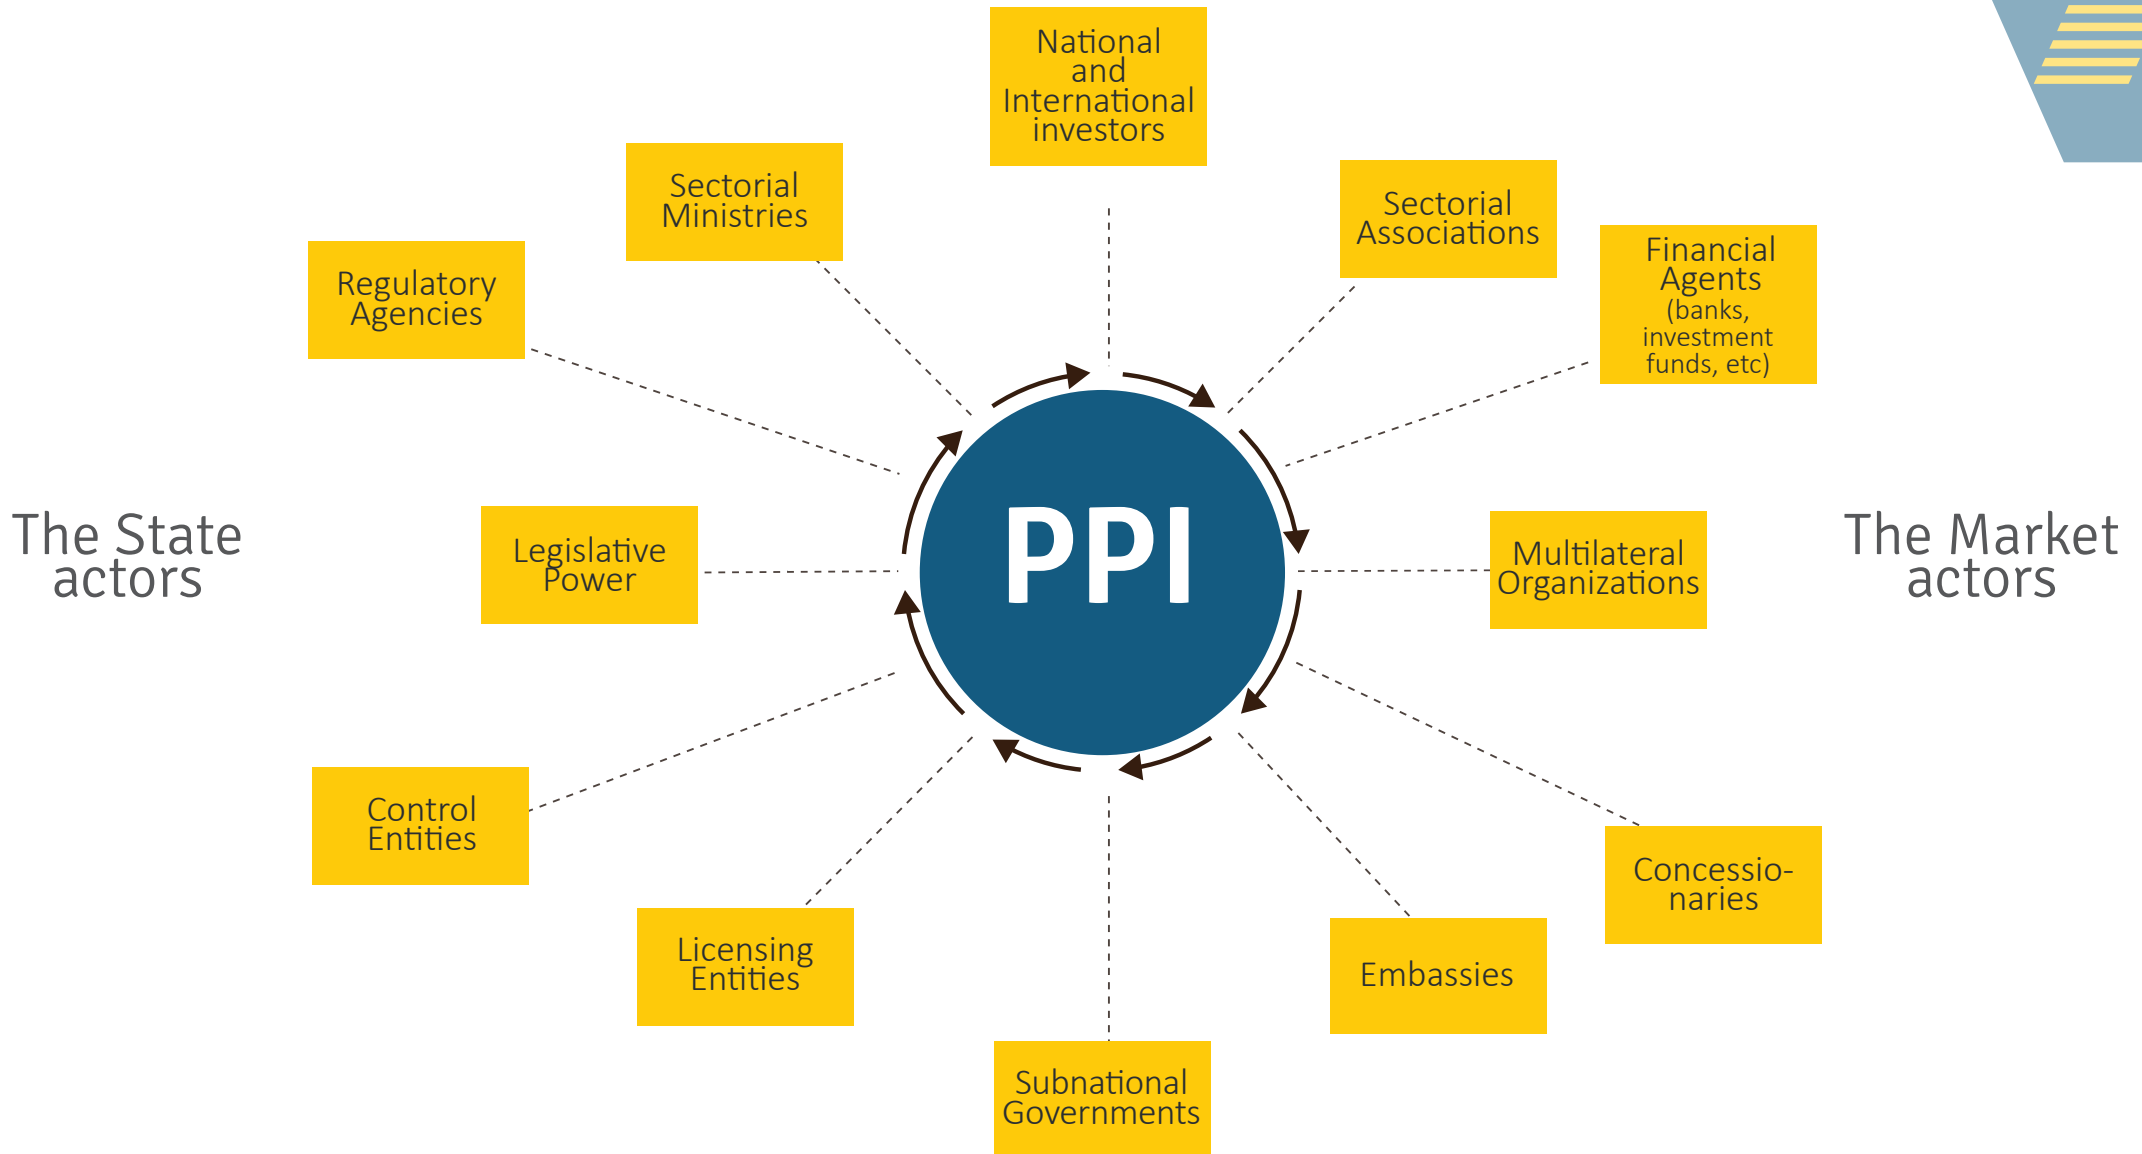 National
and
International
investors
Sectorial
Ministries
Sectorial
Associations
Regulatory
Agencies
Financial
Agents
(banks,
investment
funds, etc)
The State
actors
Legislative
Power
PPI
Multilateral
Organizations
The Market
actors
Control
Entities
Concessio-
naries
Licensing
Entities
Embassies
Subnational
Governments